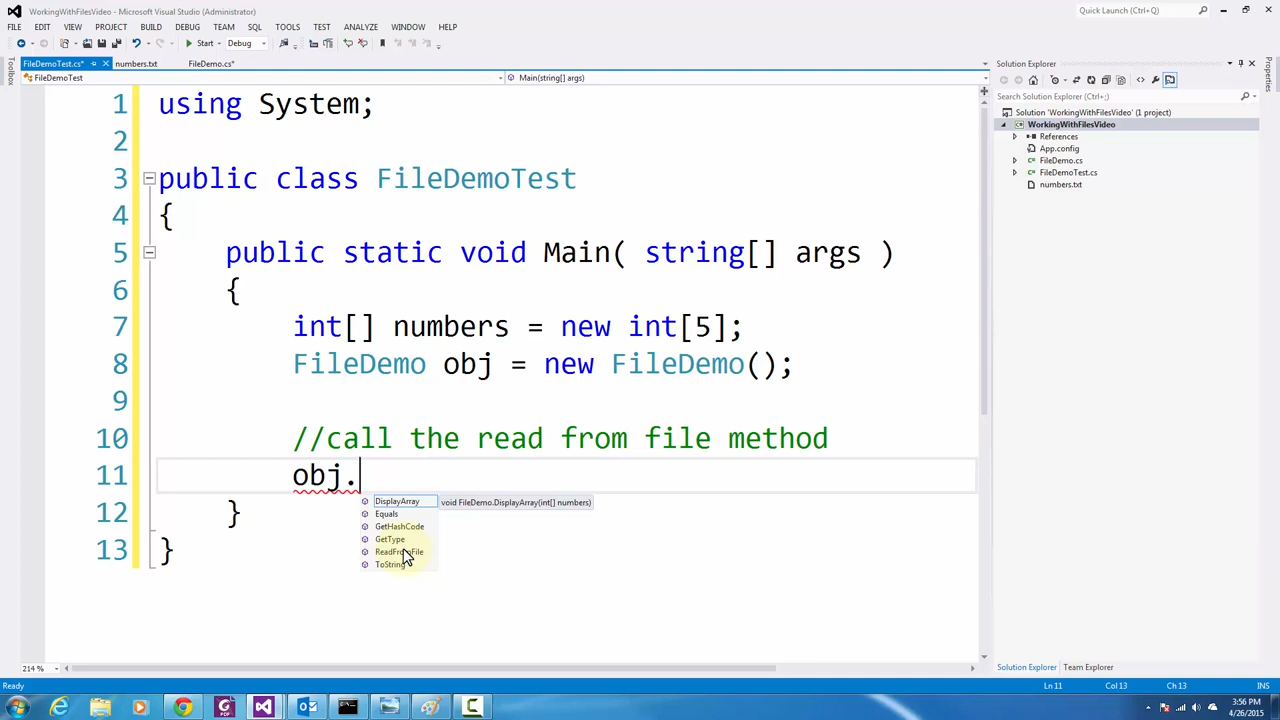 WorkingWithFilesVideo - Microsoft Visual Studio (Administrator)
Quick Launch (Ctrl+Q)
FILE EDIT VIEW PROJECT BUILD DEBUG TEAM SQL TOOLS TEST ANALYZE WINDOW HELP
Start Debug
FileDemoTest.cs* numbers.txt FileDemo.cs*
FileDemoTest Main(string[] args)
Toolbox
1 using System;
2
3 public class FileDemoTest
4 {
5 public static void Main( string[] args )
6 {
7 int[] numbers = new int[5];
8 FileDemo obj = new FileDemo();
9
10 //call the read from file method
11 obj.
12 }
13 }
DisplayArray void FileDemo.DisplayArray(int[] numbers)
Equals
GetHashCode
GetType
ReadFromFile
ToString
214 %
Solution Explorer
Search Solution Explorer (Ctrl+;)
Solution 'WorkingWithFilesVideo' (1 project)
WorkingWithFilesVideo
References
App.config
FileDemo.cs
FileDemoTest.cs
numbers.txt
Solution Explorer Team Explorer
Properties
Ready Ln 11 Col 13 Ch 13 INS
3:56 PM
4/26/2015